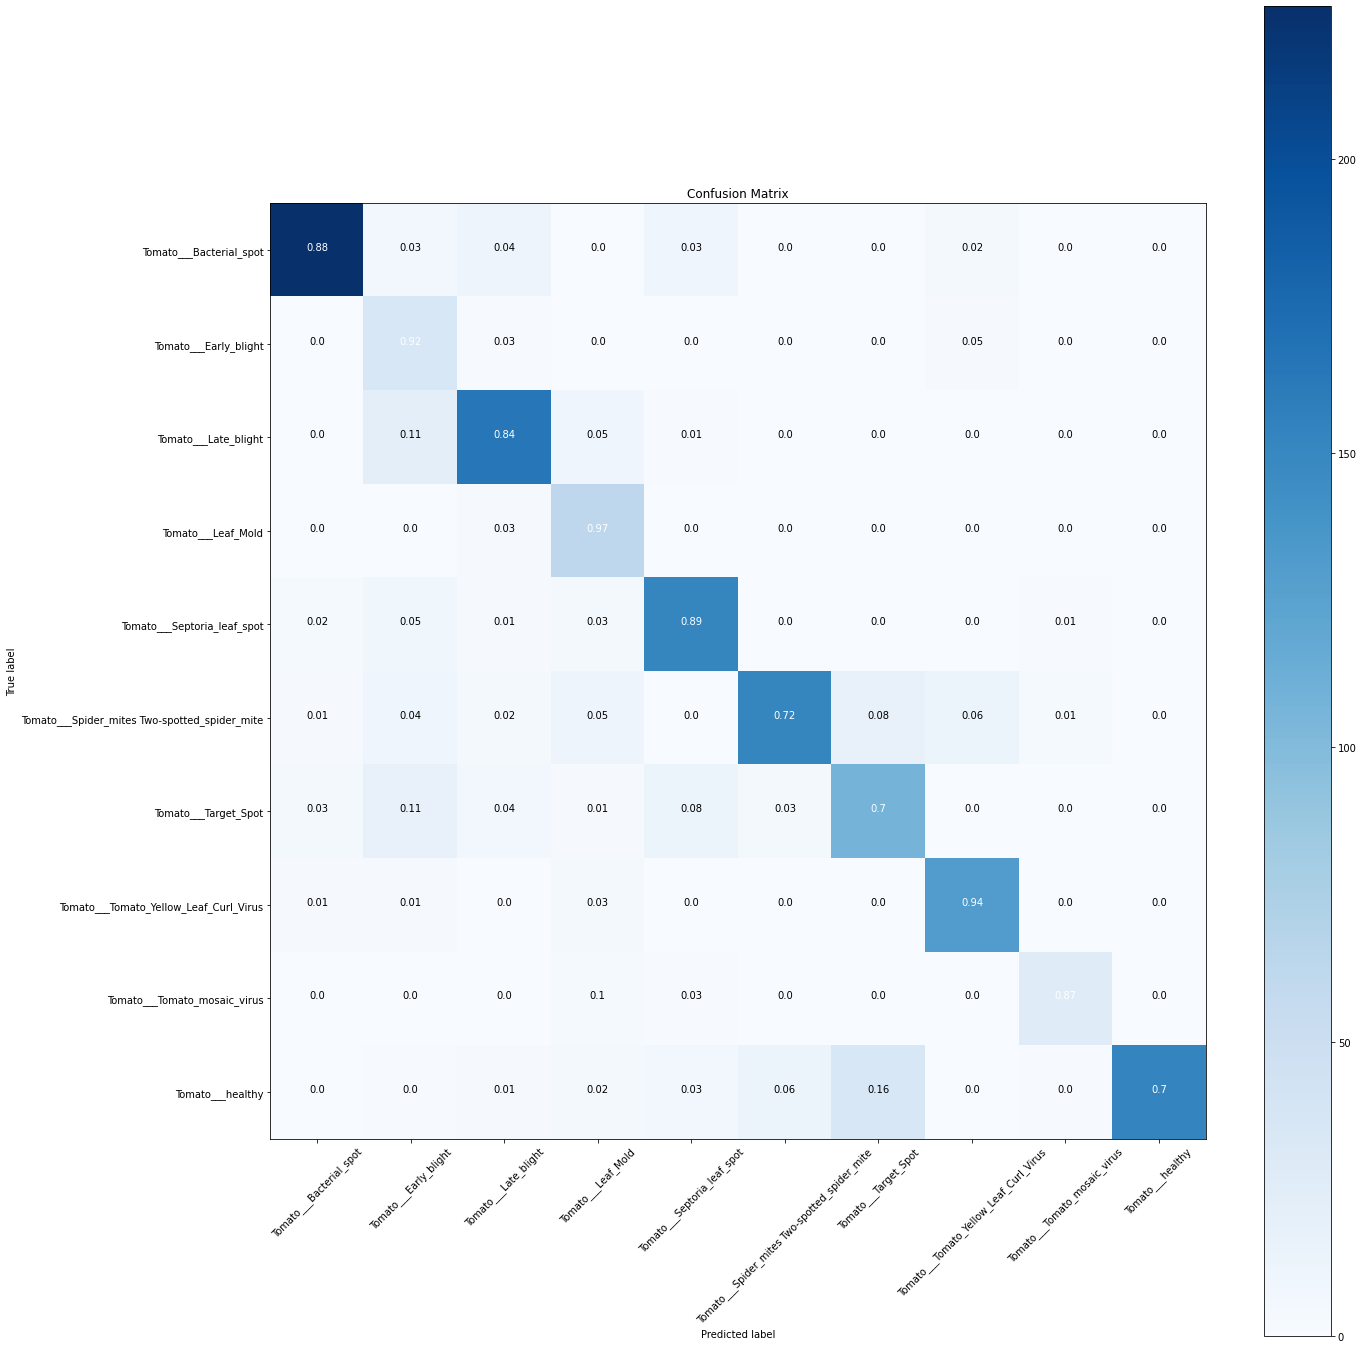 Confusion Matrix
True label
Tomato___Bacterial_spot 0.88 0.03 0.04 0.0 0.03 0.0 0.0 0.02 0.0 0.0
Tomato___Early_blight 0.0 0.92 0.03 0.0 0.0 0.0 0.0 0.05 0.0 0.0
Tomato___Late_blight 0.0 0.11 0.84 0.05 0.01 0.0 0.0 0.0 0.0 0.0
Tomato___Leaf_Mold 0.0 0.0 0.03 0.97 0.0 0.0 0.0 0.0 0.0 0.0
Tomato___Septoria_leaf_spot 0.02 0.05 0.01 0.03 0.89 0.0 0.0 0.0 0.01 0.0
Tomato___Spider_mites Two-spotted_spider_mite 0.01 0.04 0.02 0.05 0.0 0.72 0.08 0.06 0.01 0.0
Tomato___Target_Spot 0.03 0.11 0.04 0.01 0.08 0.03 0.7 0.0 0.0 0.0
Tomato___Tomato_Yellow_Leaf_Curl_Virus 0.01 0.01 0.0 0.03 0.0 0.0 0.0 0.94 0.0 0.0
Tomato___Tomato_mosaic_virus 0.0 0.0 0.0 0.1 0.03 0.0 0.0 0.0 0.87 0.0
Tomato___healthy 0.0 0.0 0.01 0.02 0.03 0.06 0.16 0.0 0.0 0.7
Tomato___Bacterial_spot
Tomato___Early_blight
Tomato___Late_blight
Tomato___Leaf_Mold
Tomato___Septoria_leaf_spot
Tomato___Spider_mites Two-spotted_spider_mite
Tomato___Target_Spot
Tomato___Tomato_Yellow_Leaf_Curl_Virus
Tomato___Tomato_mosaic_virus
Tomato___healthy
Predicted label
200
150
100
50
0